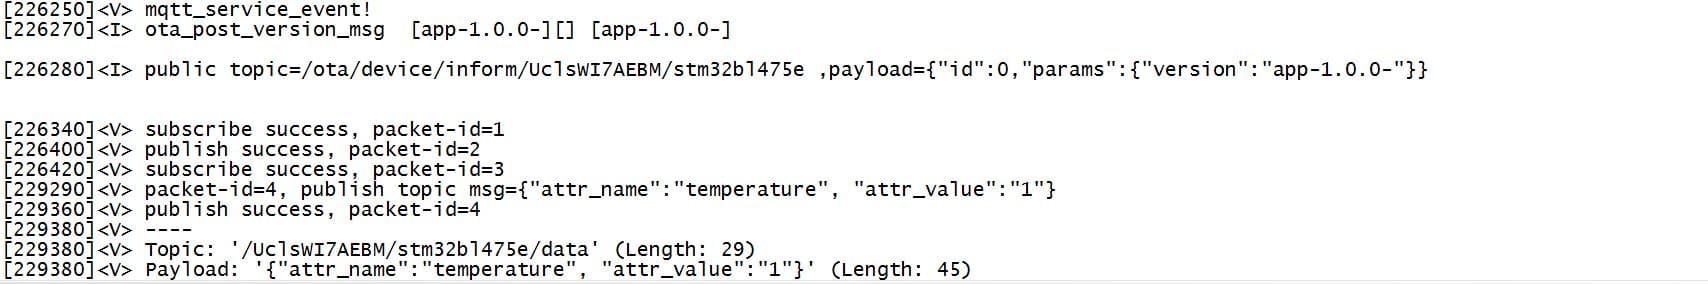 [226250]<V> mqtt_service_event!
[226270]<I> ota_post_version_msg  [app-1.0.0-][] [app-1.0.0-]
[226280]<I> public topic=/ota/device/inform/UclsWI7AEBM/stm32bl475e ,payload={"id":0,"params":{"version":"app-1.0.0-"}}
[226340]<V> subscribe success, packet-id=1
[226400]<V> publish success, packet-id=2
[226420]<V> subscribe success, packet-id=3
[229290]<V> packet-id=4, publish topic msg={"attr_name":"temperature", "attr_value":"1"}
[229360]<V> publish success, packet-id=4
[229380]<V> ----
[229380]<V> Topic: '/UclsWI7AEBM/stm32bl475e/data' (Length: 29)
[229380]<V> Payload: '{"attr_name":"temperature", "attr_value":"1"}' (Length: 45)